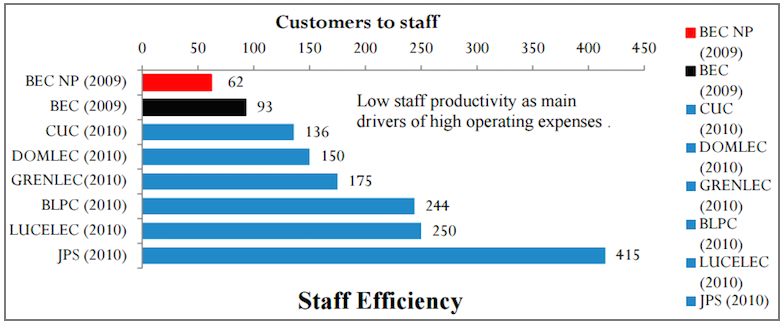 Customers to staff
0 50 100 150 200 250 300 350 400 450
BEC NP (2009) 62
BEC (2009) 93
CUC (2010) 136
DOMLEC (2010) 150
GRENLEC(2010) 175
BLPC (2010) 244
LUCELEC (2010) 250
JPS (2010) 415
Low staff productivity as main
drivers of high operating expenses .
Staff Efficiency
BEC NP
(2009)
BEC
(2009)
CUC
(2010)
DOMLEC
(2010)
GRENLEC
(2010)
BLPC
(2010)
LUCELEC
(2010)
JPS (2010)